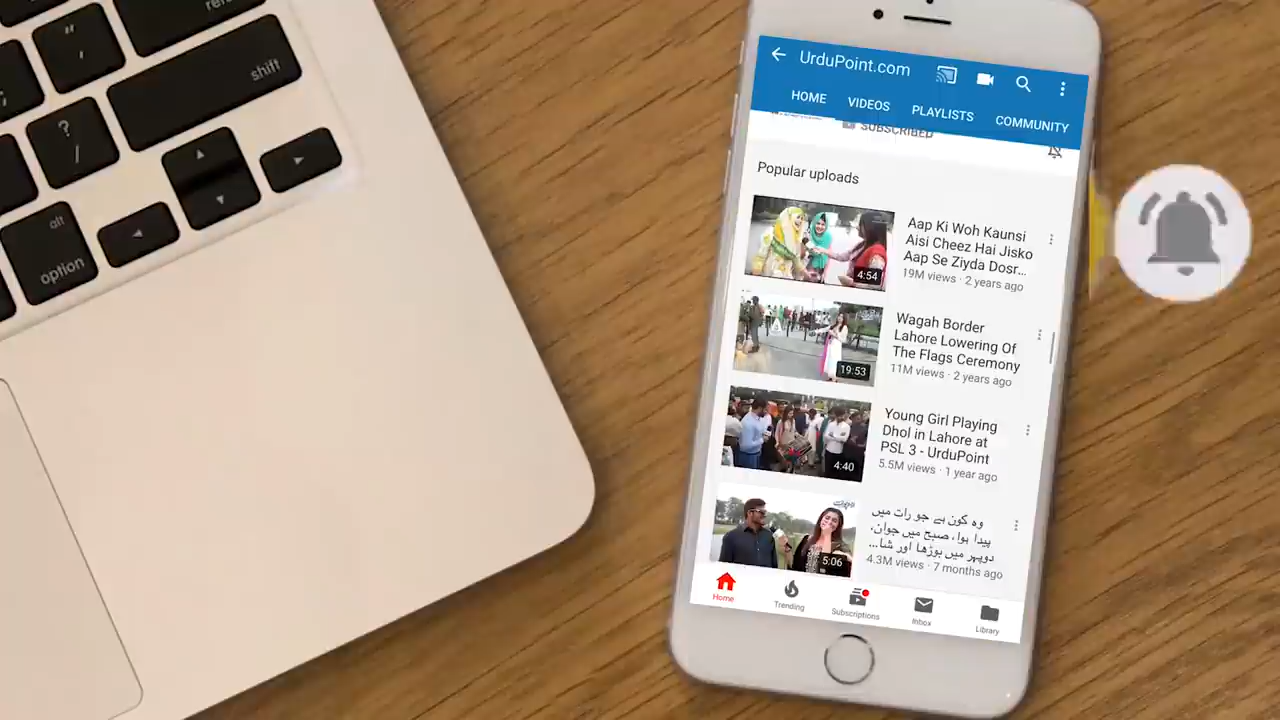 refe
shift
alt
option
UrduPoint.com
HOME VIDEOS PLAYLISTS COMMUNITY
SUBSCRIBED
Popular uploads
4:54
Aap Ki Woh Kaunsi
Aisi Cheez Hai Jisko
Aap Se Ziyda Dosr...
19M views · 2 years ago
19:53
Wagah Border
Lahore Lowering Of
The Flags Ceremony
11M views · 2 years ago
4:40
Young Girl Playing
Dhol in Lahore at
PSL 3 - UrduPoint
5.5M views · 1 year ago
5:06
وہ کون ہے جو رات میں
پیدا ہوا، صبح میں جوان،
دوپہر میں بوڑھا اور شا...
4.3M views · 7 months ago
Home Trending Subscriptions Inbox Library